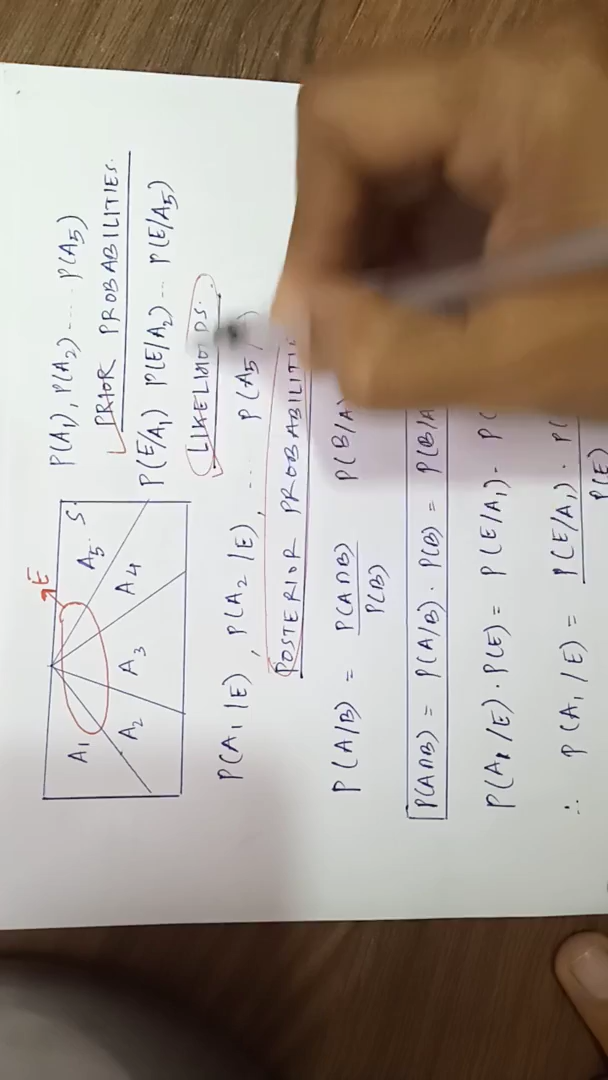 P(A1), P(A2) ---- P(A5)
PRIOR PROBABILITIES.
P(E/A1) P(E/A2) -- P(E/A5)
LIKELIHOODS.
E
S
A1 A2 A3 A4 A5
P(A1/E), P(A2/E), ---- P(A5/
POSTERIOR PROBABILITI
P(A/B) = P(A∩B) P(B/A)
P(B)
P(A∩B) = P(A/B) . P(B) = P(B/A
P(A1/E) . P(E) = P(E/A1) . P(
∴ P(A1/E) = P(E/A1) . P(
P(E)